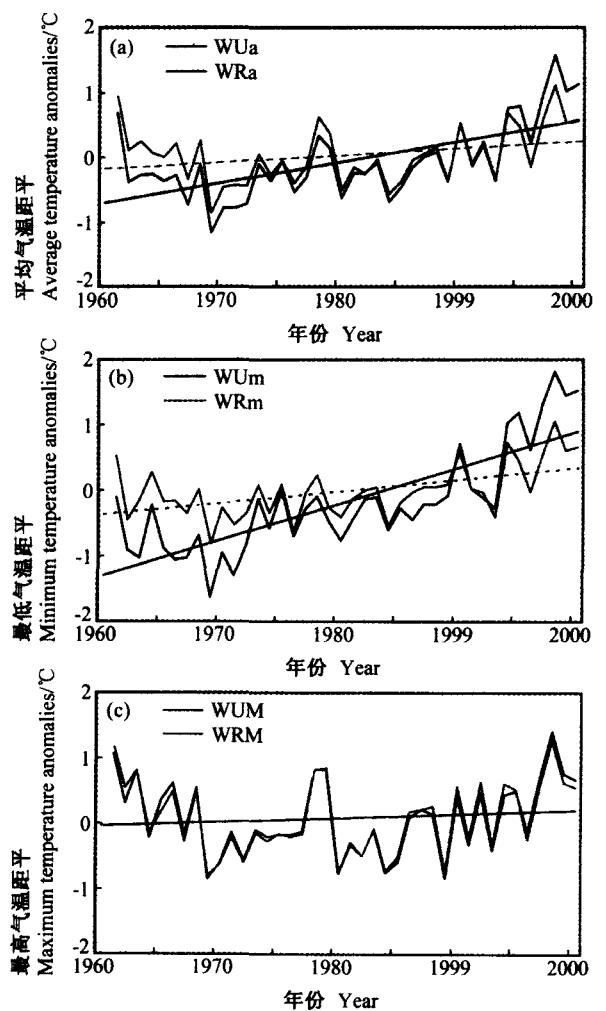 平均气温距平
Average temperature anomalies/℃
2
1
0
-1
-2
(a)
WUa
WRa
1960
1970
1980
1999
2000
年份 Year
最低气温距平
Minimum temperature anomalies/℃
2
1
0
-1
-2
(b)
WUm
WRm
1960
1970
1980
1999
2000
年份 Year
最高气温距平
Maximum temperature anomalies/℃
2
1
0
-1
-2
(c)
WUM
WRM
1960
1970
1980
1999
2000
年份 Year